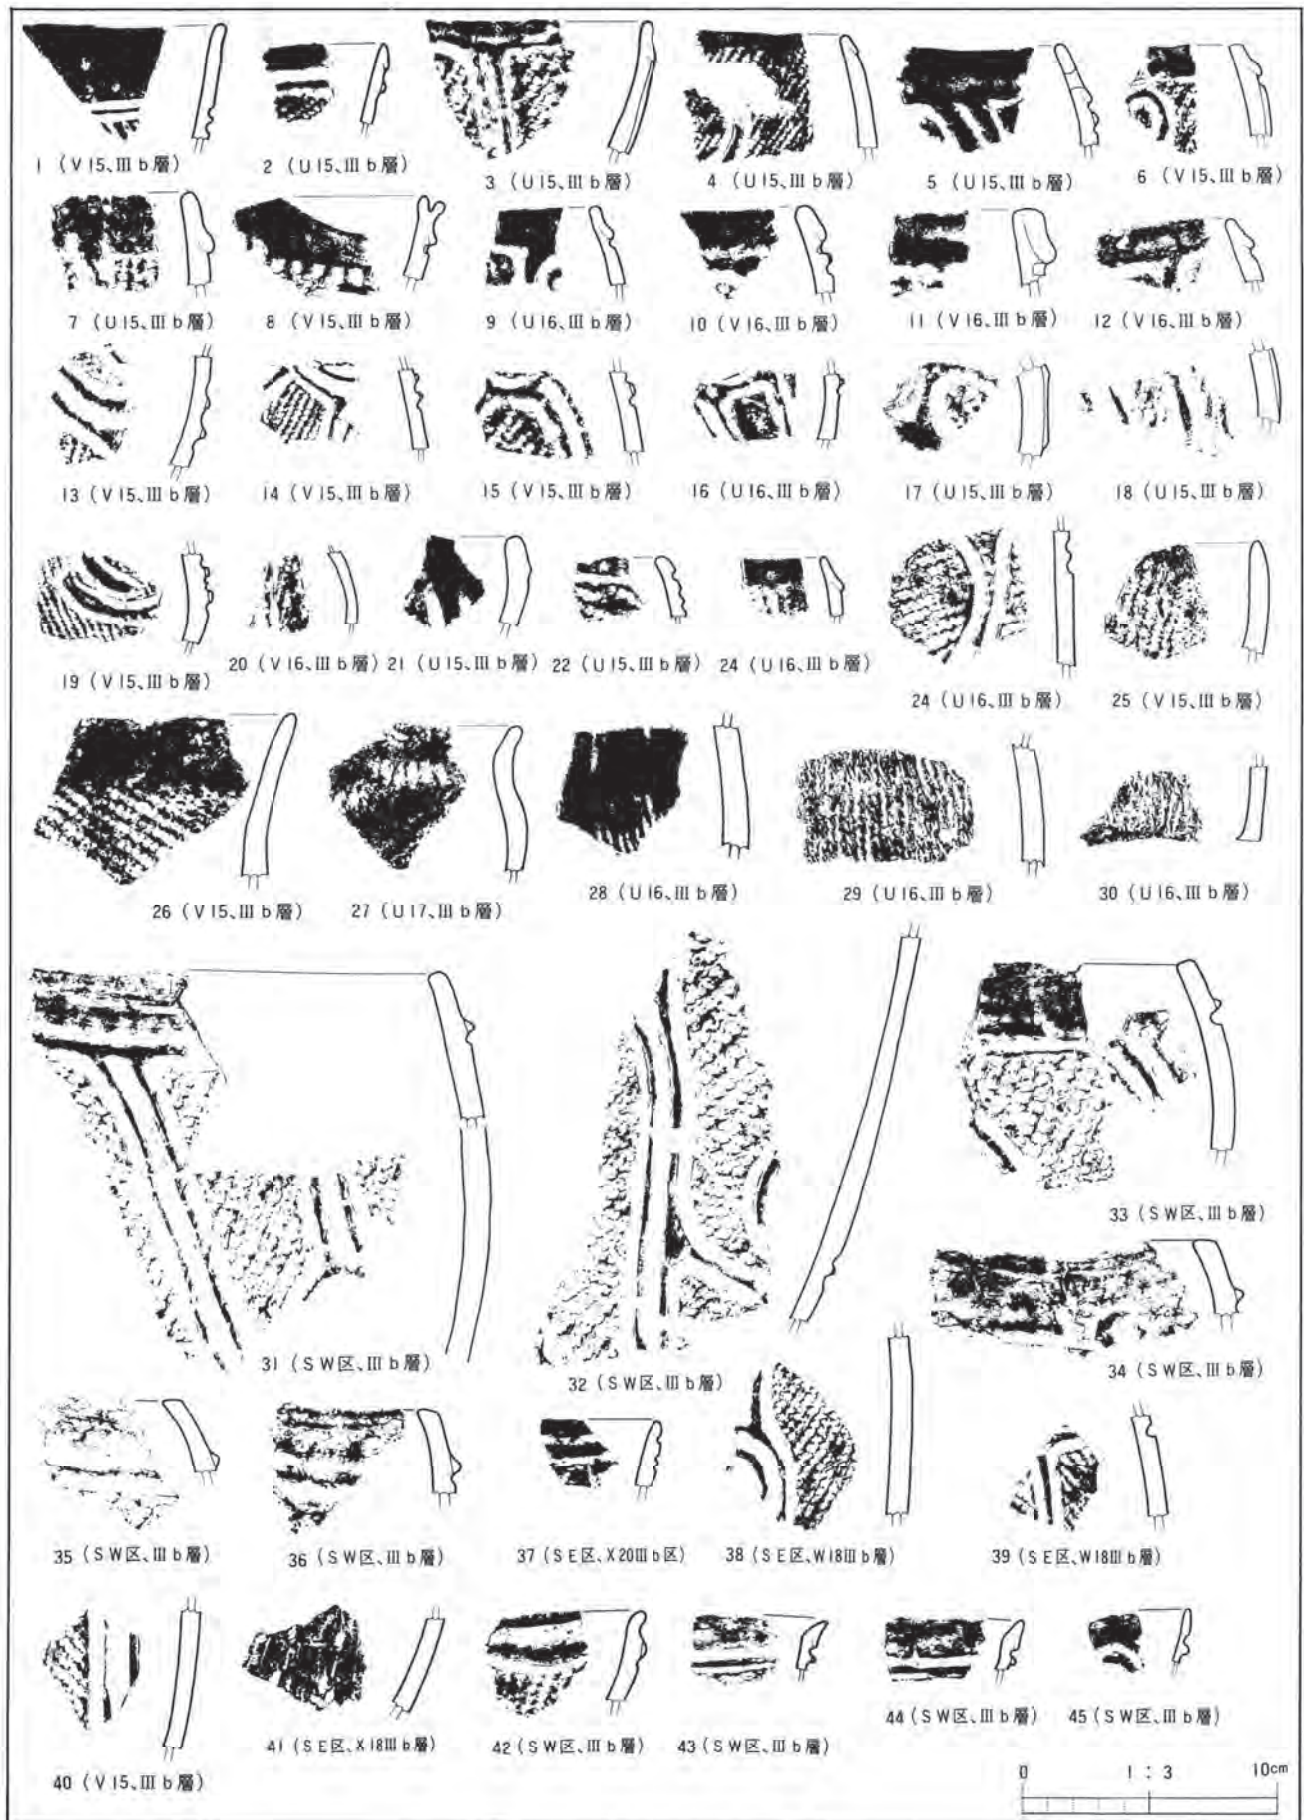 1 (V15、Ⅲb層)
2 (U15、Ⅲb層)
3 (U15、Ⅲb層)
4 (U15、Ⅲb層)
5 (U15、Ⅲb層)
6 (V15、Ⅲb層)
7 (U15、Ⅲb層)
8 (V15、Ⅲb層)
9 (U16、Ⅲb層)
10 (V16、Ⅲb層)
11 (V16、Ⅲb層)
12 (V16、Ⅲb層)
13 (V15、Ⅲb層)
14 (V15、Ⅲb層)
15 (V15、Ⅲb層)
16 (U16、Ⅲb層)
17 (U15、Ⅲb層)
18 (U15、Ⅲb層)
19 (V15、Ⅲb層)
20 (V16、Ⅲb層)
21 (U15、Ⅲb層)
22 (U15、Ⅲb層)
24 (U16、Ⅲb層)
24 (U16、Ⅲb層)
25 (V15、Ⅲb層)
26 (V15、Ⅲb層)
27 (U17、Ⅲb層)
28 (U16、Ⅲb層)
29 (U16、Ⅲb層)
30 (U16、Ⅲb層)
31 (SW区、Ⅲb層)
32 (SW区、Ⅲb層)
33 (SW区、Ⅲb層)
34 (SW区、Ⅲb層)
35 (SW区、Ⅲb層)
36 (SW区、Ⅲb層)
37 (SE区、X20Ⅲb区)
38 (SE区、W18Ⅲb層)
39 (SE区、W18Ⅲb層)
40 (V15、Ⅲb層)
41 (SE区、X18Ⅲb層)
42 (SW区、Ⅲb層)
43 (SW区、Ⅲb層)
44 (SW区、Ⅲb層)
45 (SW区、Ⅲb層)
0 1:3 10cm